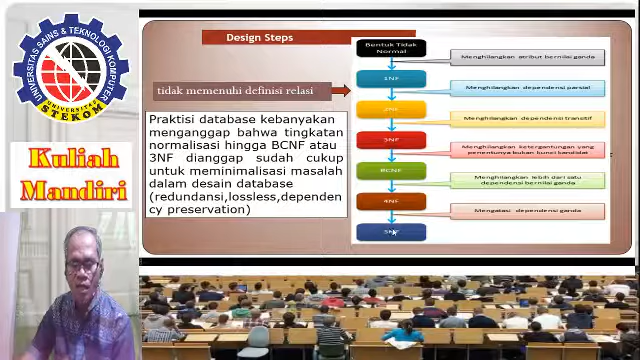 UNIVERSITAS SAINS & TEKNOLOGI KOMPUTER
UNIVERSITAS
STEKOM
Kuliah
Mandiri
Design Steps
tidak memenuhi definisi relasi
Praktisi database kebanyakan
menganggap bahwa tingkatan
normalisasi hingga BCNF atau
3NF dianggap sudah cukup
untuk meminimalisasi masalah
dalam desain database
(redundansi,lossless,dependen
cy preservation)
Bentuk Tidak
Normal
Menghilangkan atribut bernilai ganda
1NF
Menghilangkan dependensi parsial
2NF
Menghilangkan dependensi transitif
3NF
Menghilangkan ketergantungan yang
penentunya bukan kunci kandidat
BCNF
Menghilangkan lebih dari satu
dependensi bernilai ganda
4NF
Mengatasi dependensi ganda
5NF